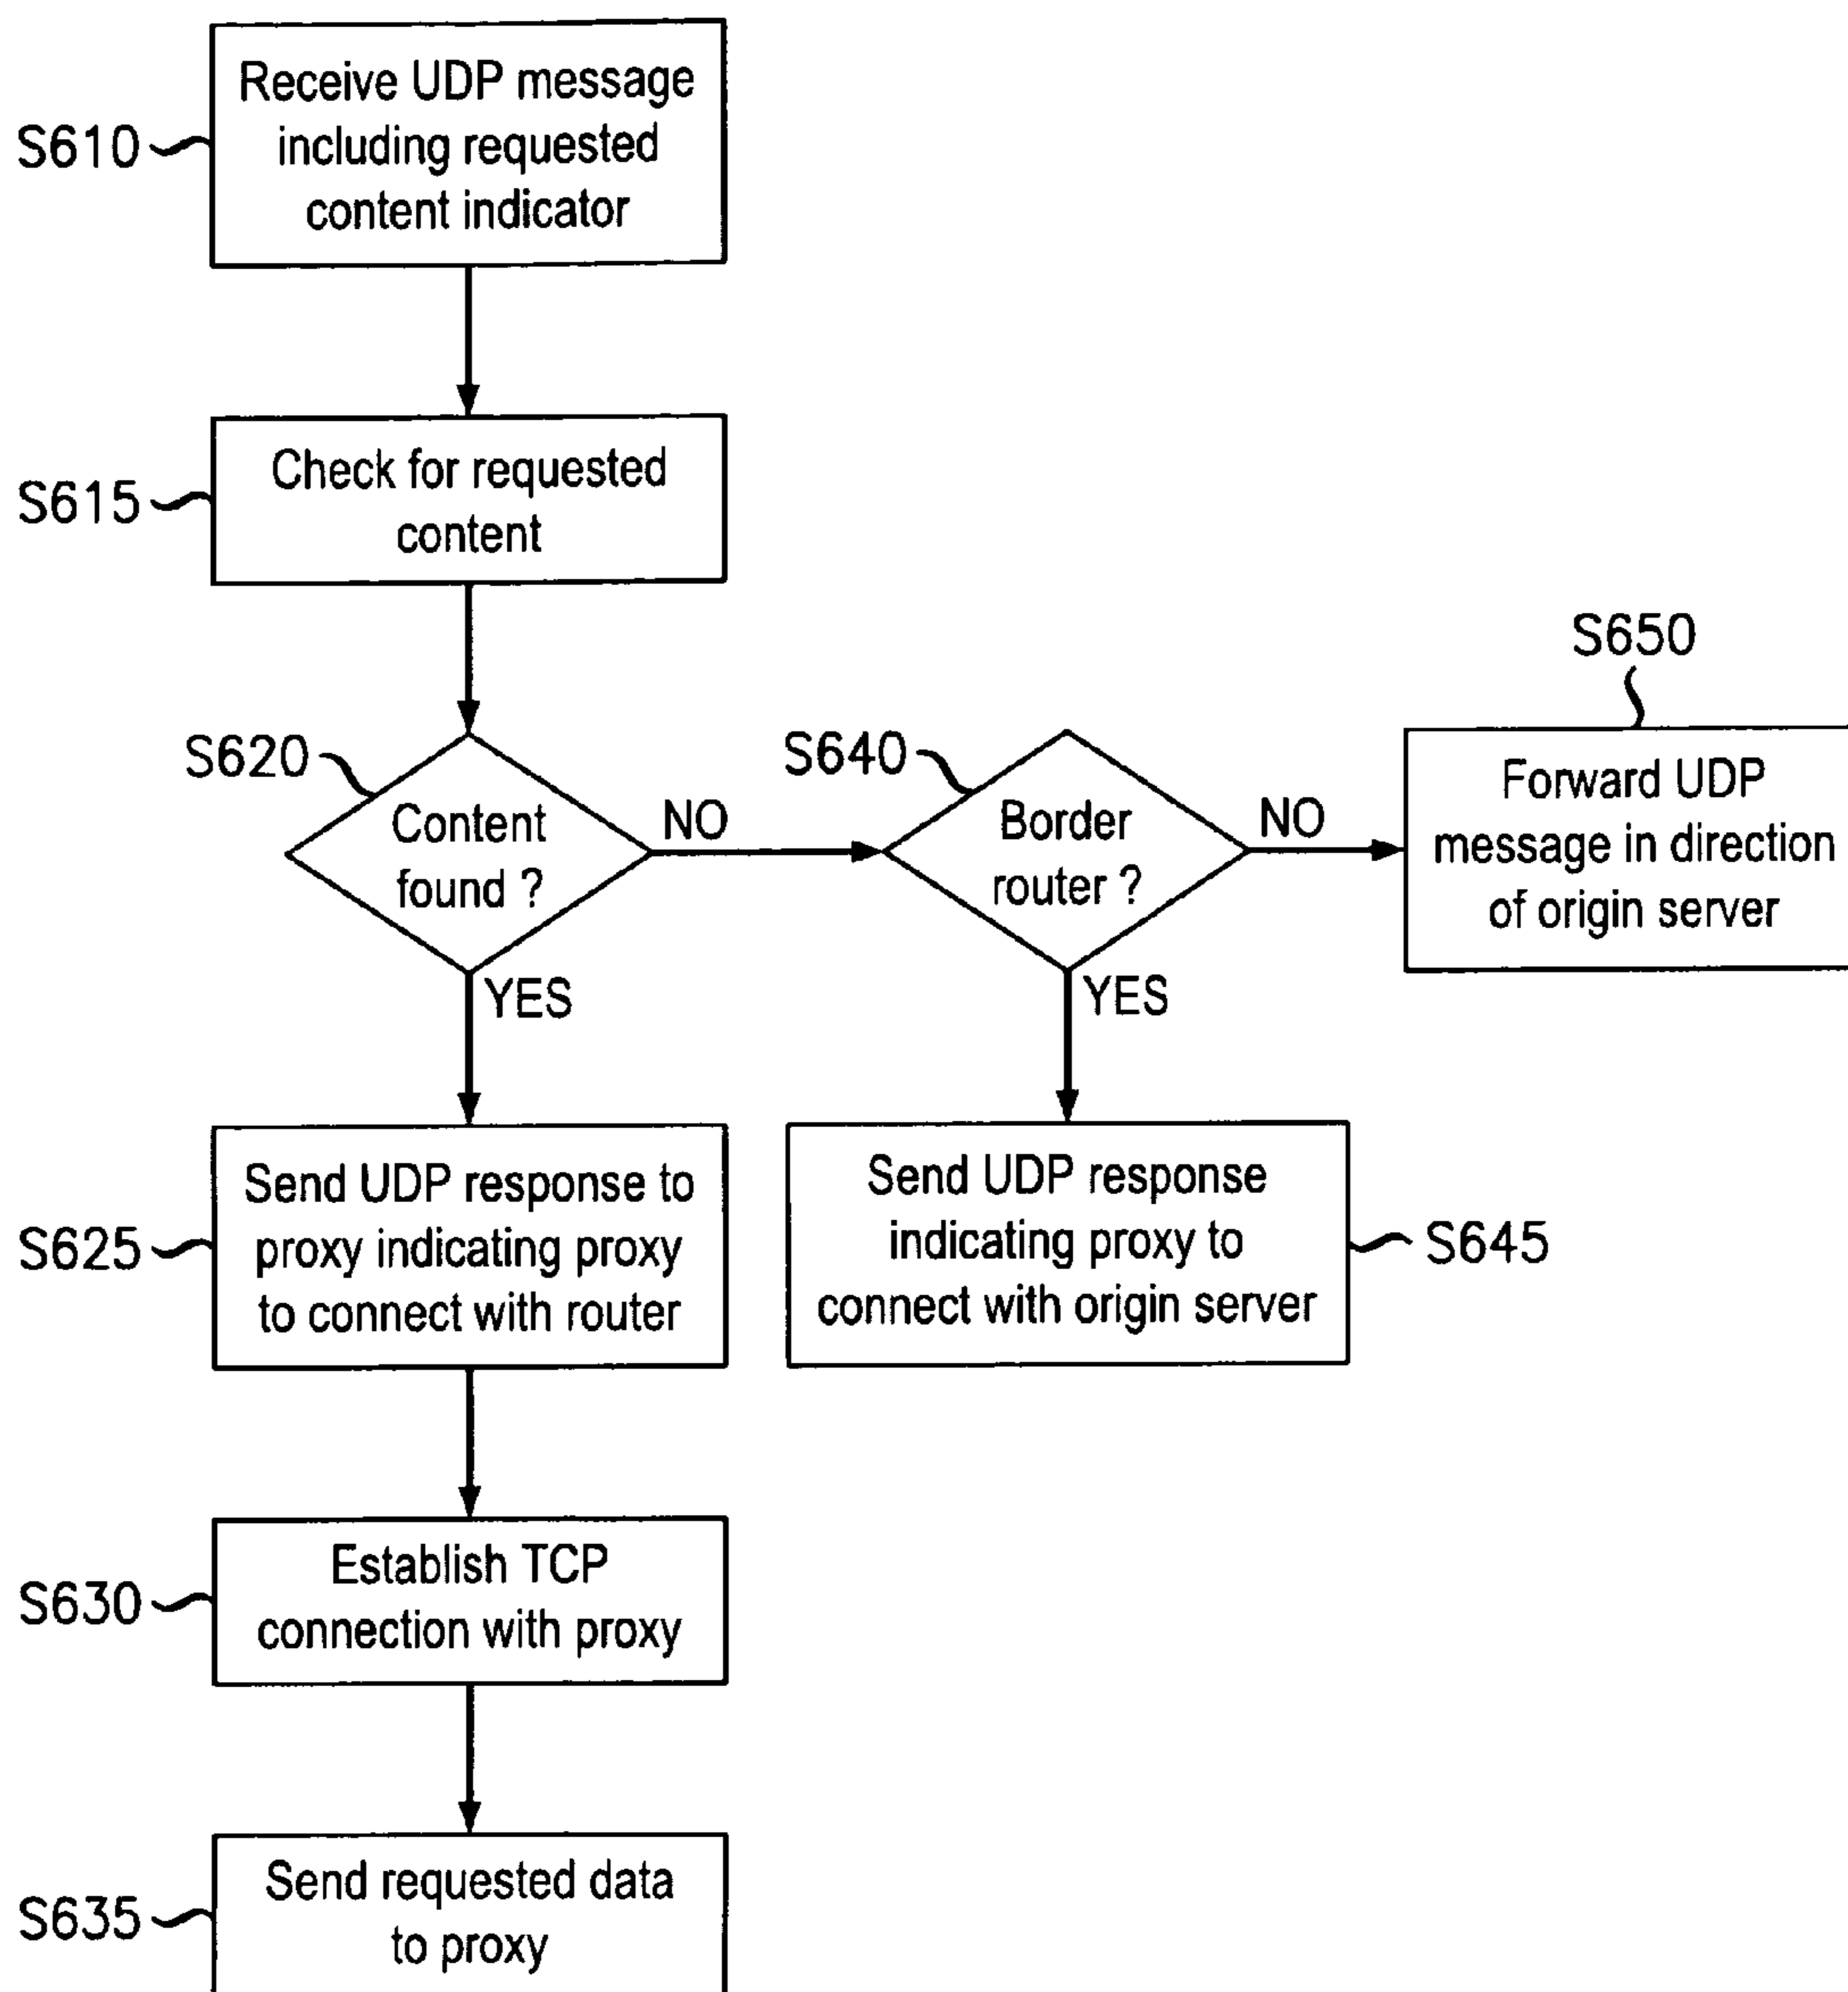 S610
Receive UDP message
including requested
content indicator
S615
Check for requested
content
S620
Content
found ?
NO
YES
S640
Border
router ?
NO
YES
S650
Forward UDP
message in direction
of origin server
S625
Send UDP response to
proxy indicating proxy
to connect with router
Send UDP response
indicating proxy to
connect with origin server
S645
S630
Establish TCP
connection with proxy
S635
Send requested data
to proxy